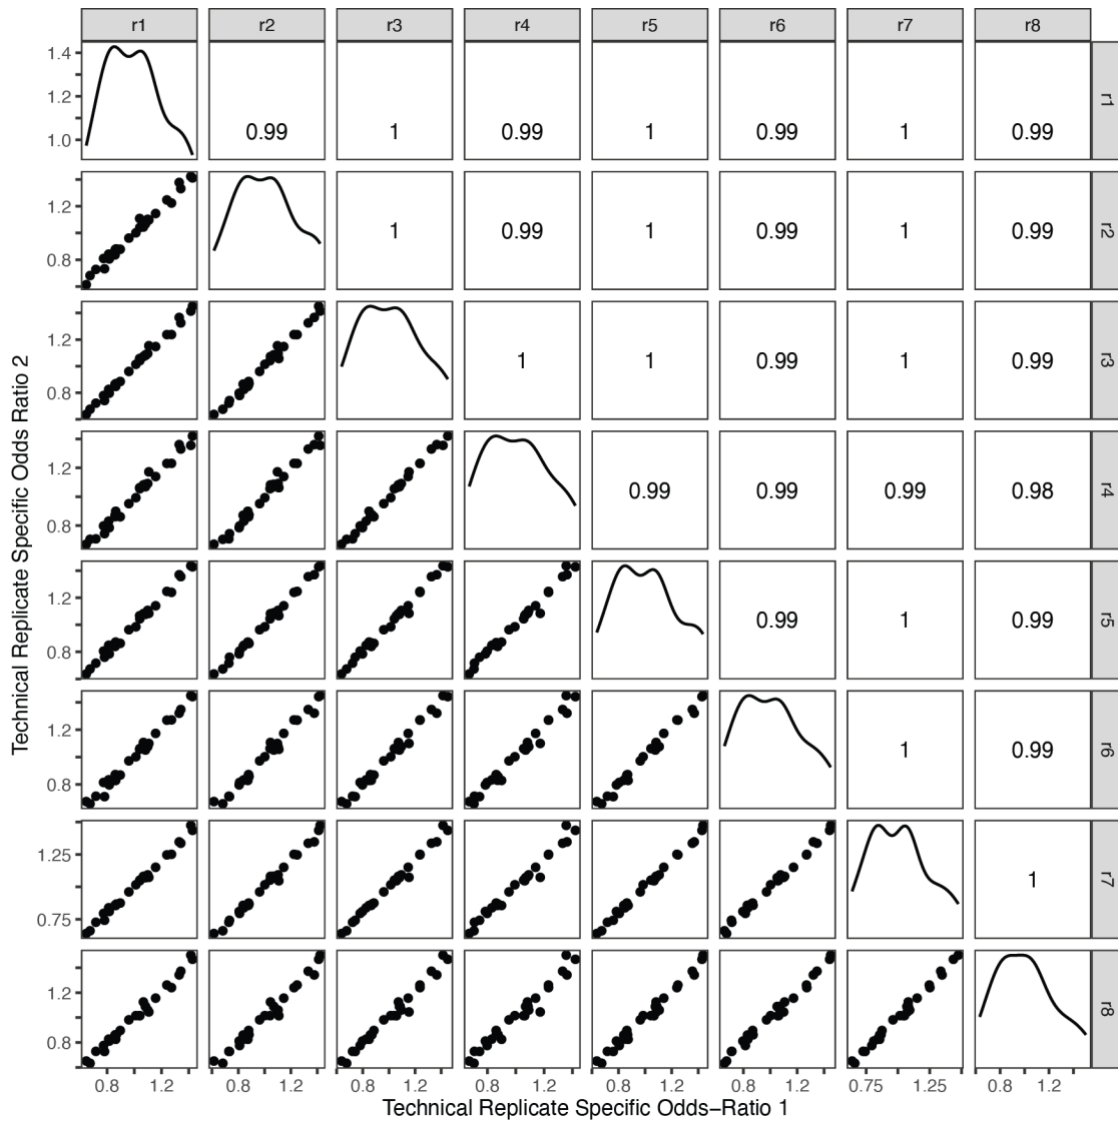 r1 r2 r3 r4 r5 r6 r7 r8
1.4
1.2
1.0
0.99 1 0.99 1 0.99 1 0.99
r1
1.2
0.8
1 0.99 1 0.99 1 0.99
r2
1.2
0.8
1 1 0.99 1 0.99
r3
1.2
0.8
0.99 0.99 0.99 0.98
r4
1.2
0.8
0.99 1 0.99
r5
1.2
0.8
1 0.99
r6
1.25
0.75
1
r7
1.2
0.8
r8
0.8 1.2 0.8 1.2 0.8 1.2 0.8 1.2 0.8 1.2 0.8 1.2 0.75 1.25 0.8 1.2
Technical Replicate Specific Odds−Ratio 1
Technical Replicate Specific Odds Ratio 2